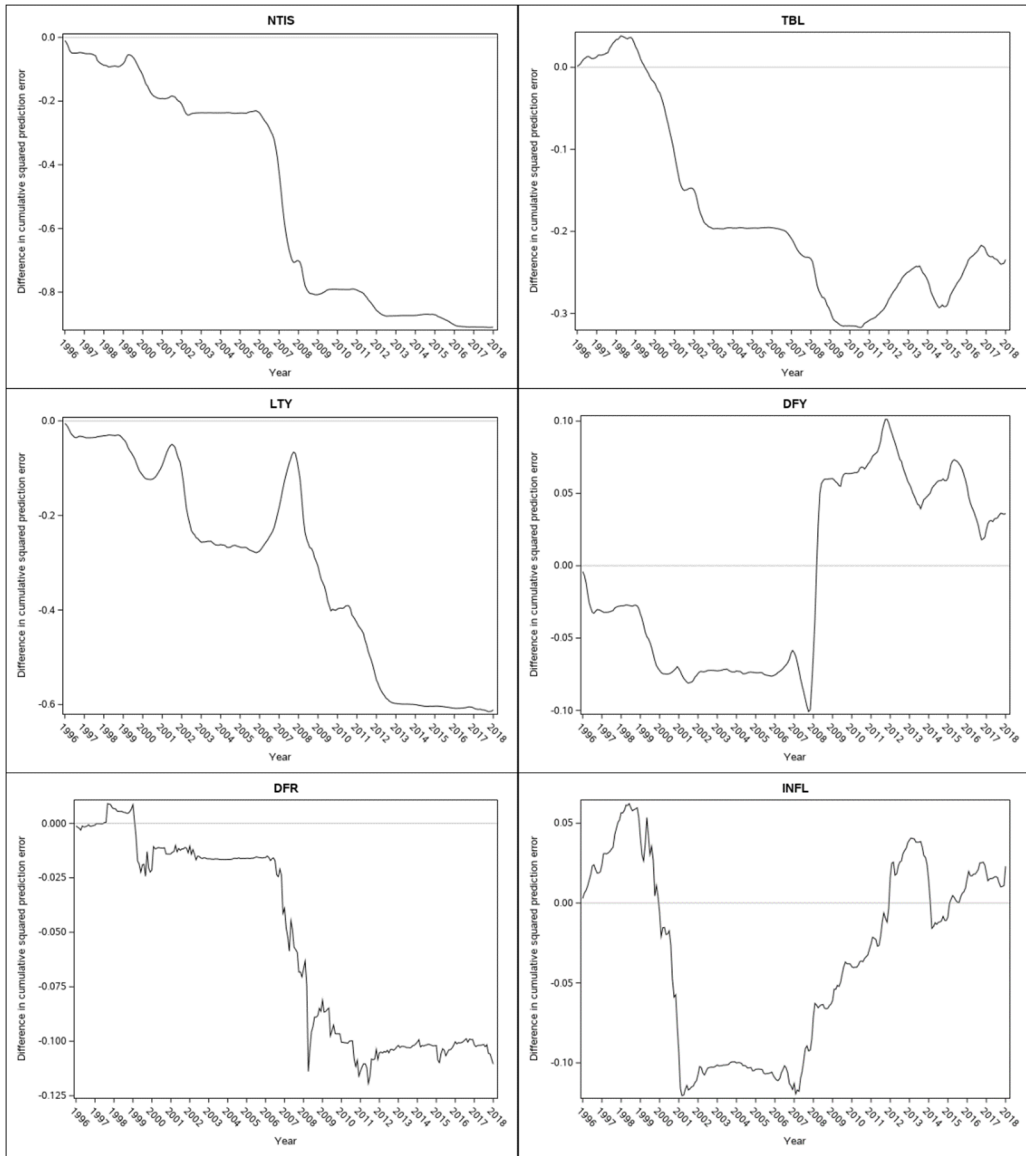 NTIS
Difference in cumulative squared prediction error
0.0
-0.2
-0.4
-0.6
-0.8
1996 1997 1998 1999 2000 2001 2002 2003 2004 2005 2006 2007 2008 2009 2010 2011 2012 2013 2014 2015 2016 2017 2018
Year
TBL
Difference in cumulative squared prediction error
0.0
-0.1
-0.2
-0.3
1996 1997 1998 1999 2000 2001 2002 2003 2004 2005 2006 2007 2008 2009 2010 2011 2012 2013 2014 2015 2016 2017 2018
Year
LTY
Difference in cumulative squared prediction error
0.0
-0.2
-0.4
-0.6
1996 1997 1998 1999 2000 2001 2002 2003 2004 2005 2006 2007 2008 2009 2010 2011 2012 2013 2014 2015 2016 2017 2018
Year
DFY
Difference in cumulative squared prediction error
0.10
0.05
0.00
-0.05
-0.10
1996 1997 1998 1999 2000 2001 2002 2003 2004 2005 2006 2007 2008 2009 2010 2011 2012 2013 2014 2015 2016 2017 2018
Year
DFR
Difference in cumulative squared prediction error
0.000
-0.025
-0.050
-0.075
-0.100
-0.125
1996 1997 1998 1999 2000 2001 2002 2003 2004 2005 2006 2007 2008 2009 2010 2011 2012 2013 2014 2015 2016 2017 2018
Year
INFL
Difference in cumulative squared prediction error
0.05
0.00
-0.05
-0.10
1996 1997 1998 1999 2000 2001 2002 2003 2004 2005 2006 2007 2008 2009 2010 2011 2012 2013 2014 2015 2016 2017 2018
Year